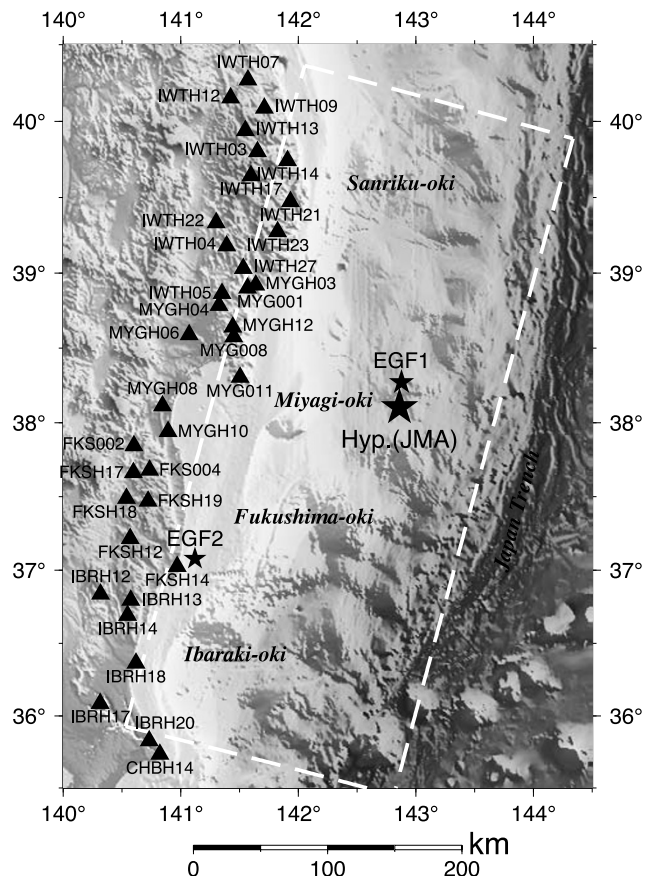 140° 141° 142° 143° 144°
IWTH07
IWTH12
IWTH09
40° 40°
IWTH13
IWTH03
IWTH14
IWTH17
Sanriku-oki
IWTH21
IWTH22
IWTH04
IWTH23
39° 39°
IWTH27
MYGH03
IWTH05
MYG001
MYGH04
MYGH12
MYGH06
MYG008
EGF1
MYGH08
MYG011
Miyagi-oki
38° 38°
MYGH10
Hyp.(JMA)
FKS002
FKSH17
FKS004
FKSH18
FKSH19
Japan Trench
Fukushima-oki
EGF2
FKSH12
37° 37°
IBRH12
FKSH14
IBRH13
IBRH14
Ibaraki-oki
IBRH18
36° 36°
IBRH17
IBRH20
CHBH14
140° 141° 142° 143° 144°
km
0 100 200